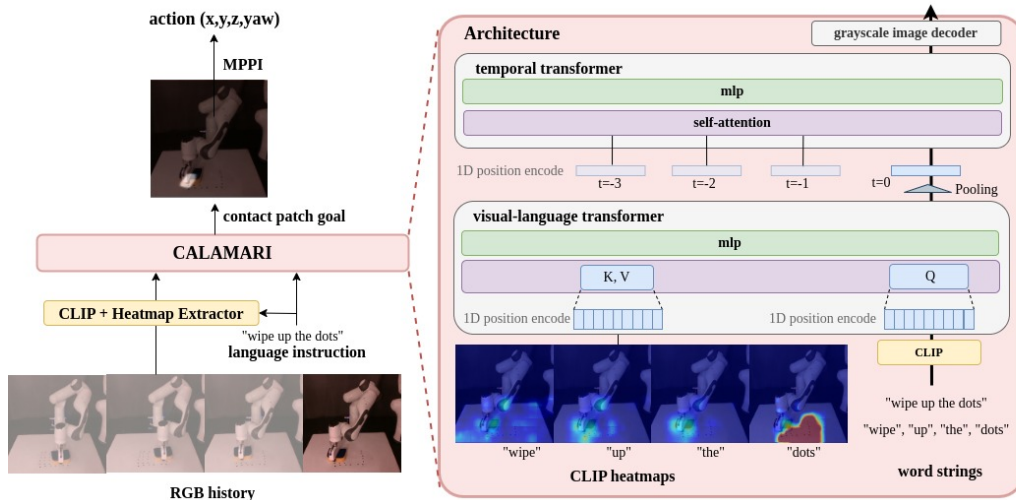 action (x,y,z,yaw)
MPPI
contact patch goal
CALAMARI
CLIP + Heatmap Extractor
"wipe up the dots"
language instruction
RGB history
Architecture
grayscale image decoder
temporal transformer
mlp
self-attention
1D position encode
t=-3
t=-2
t=-1
t=0
Pooling
visual-language transformer
mlp
K, V
Q
1D position encode
1D position encode
CLIP
"wipe up the dots"
"wipe", "up", "the", "dots"
"wipe"
"up"
"the"
"dots"
CLIP heatmaps
word strings